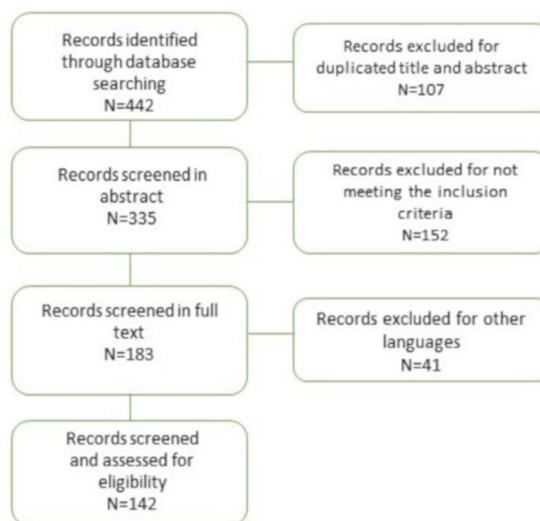 Records identified
through database
searching
N=442
Records excluded for
duplicated title and abstract
N=107
Records screened in
abstract
N=335
Records excluded for not
meeting the inclusion
criteria
N=152
Records screened in full
text
N=183
Records excluded for other
languages
N=41
Records screened
and assessed for
eligibility
N=142